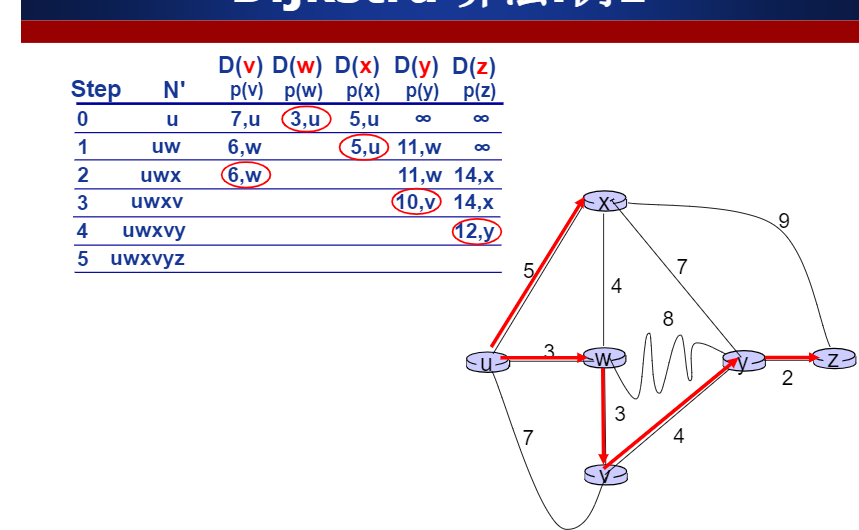 D(v) D(w) D(x) D(y) D(z)
Step N' p(v) p(w) p(x) p(y) p(z)
0 u 7,u 3,u 5,u ∞ ∞
1 uw 6,w 5,u 11,w ∞
2 uwx 6,w 11,w 14,x
3 uwxv 10,v 14,x
4 uwxvy 12,y
5 uwxvyz
x
9
5
4
7
8
u
3
w
y
z
2
3
7
4
v